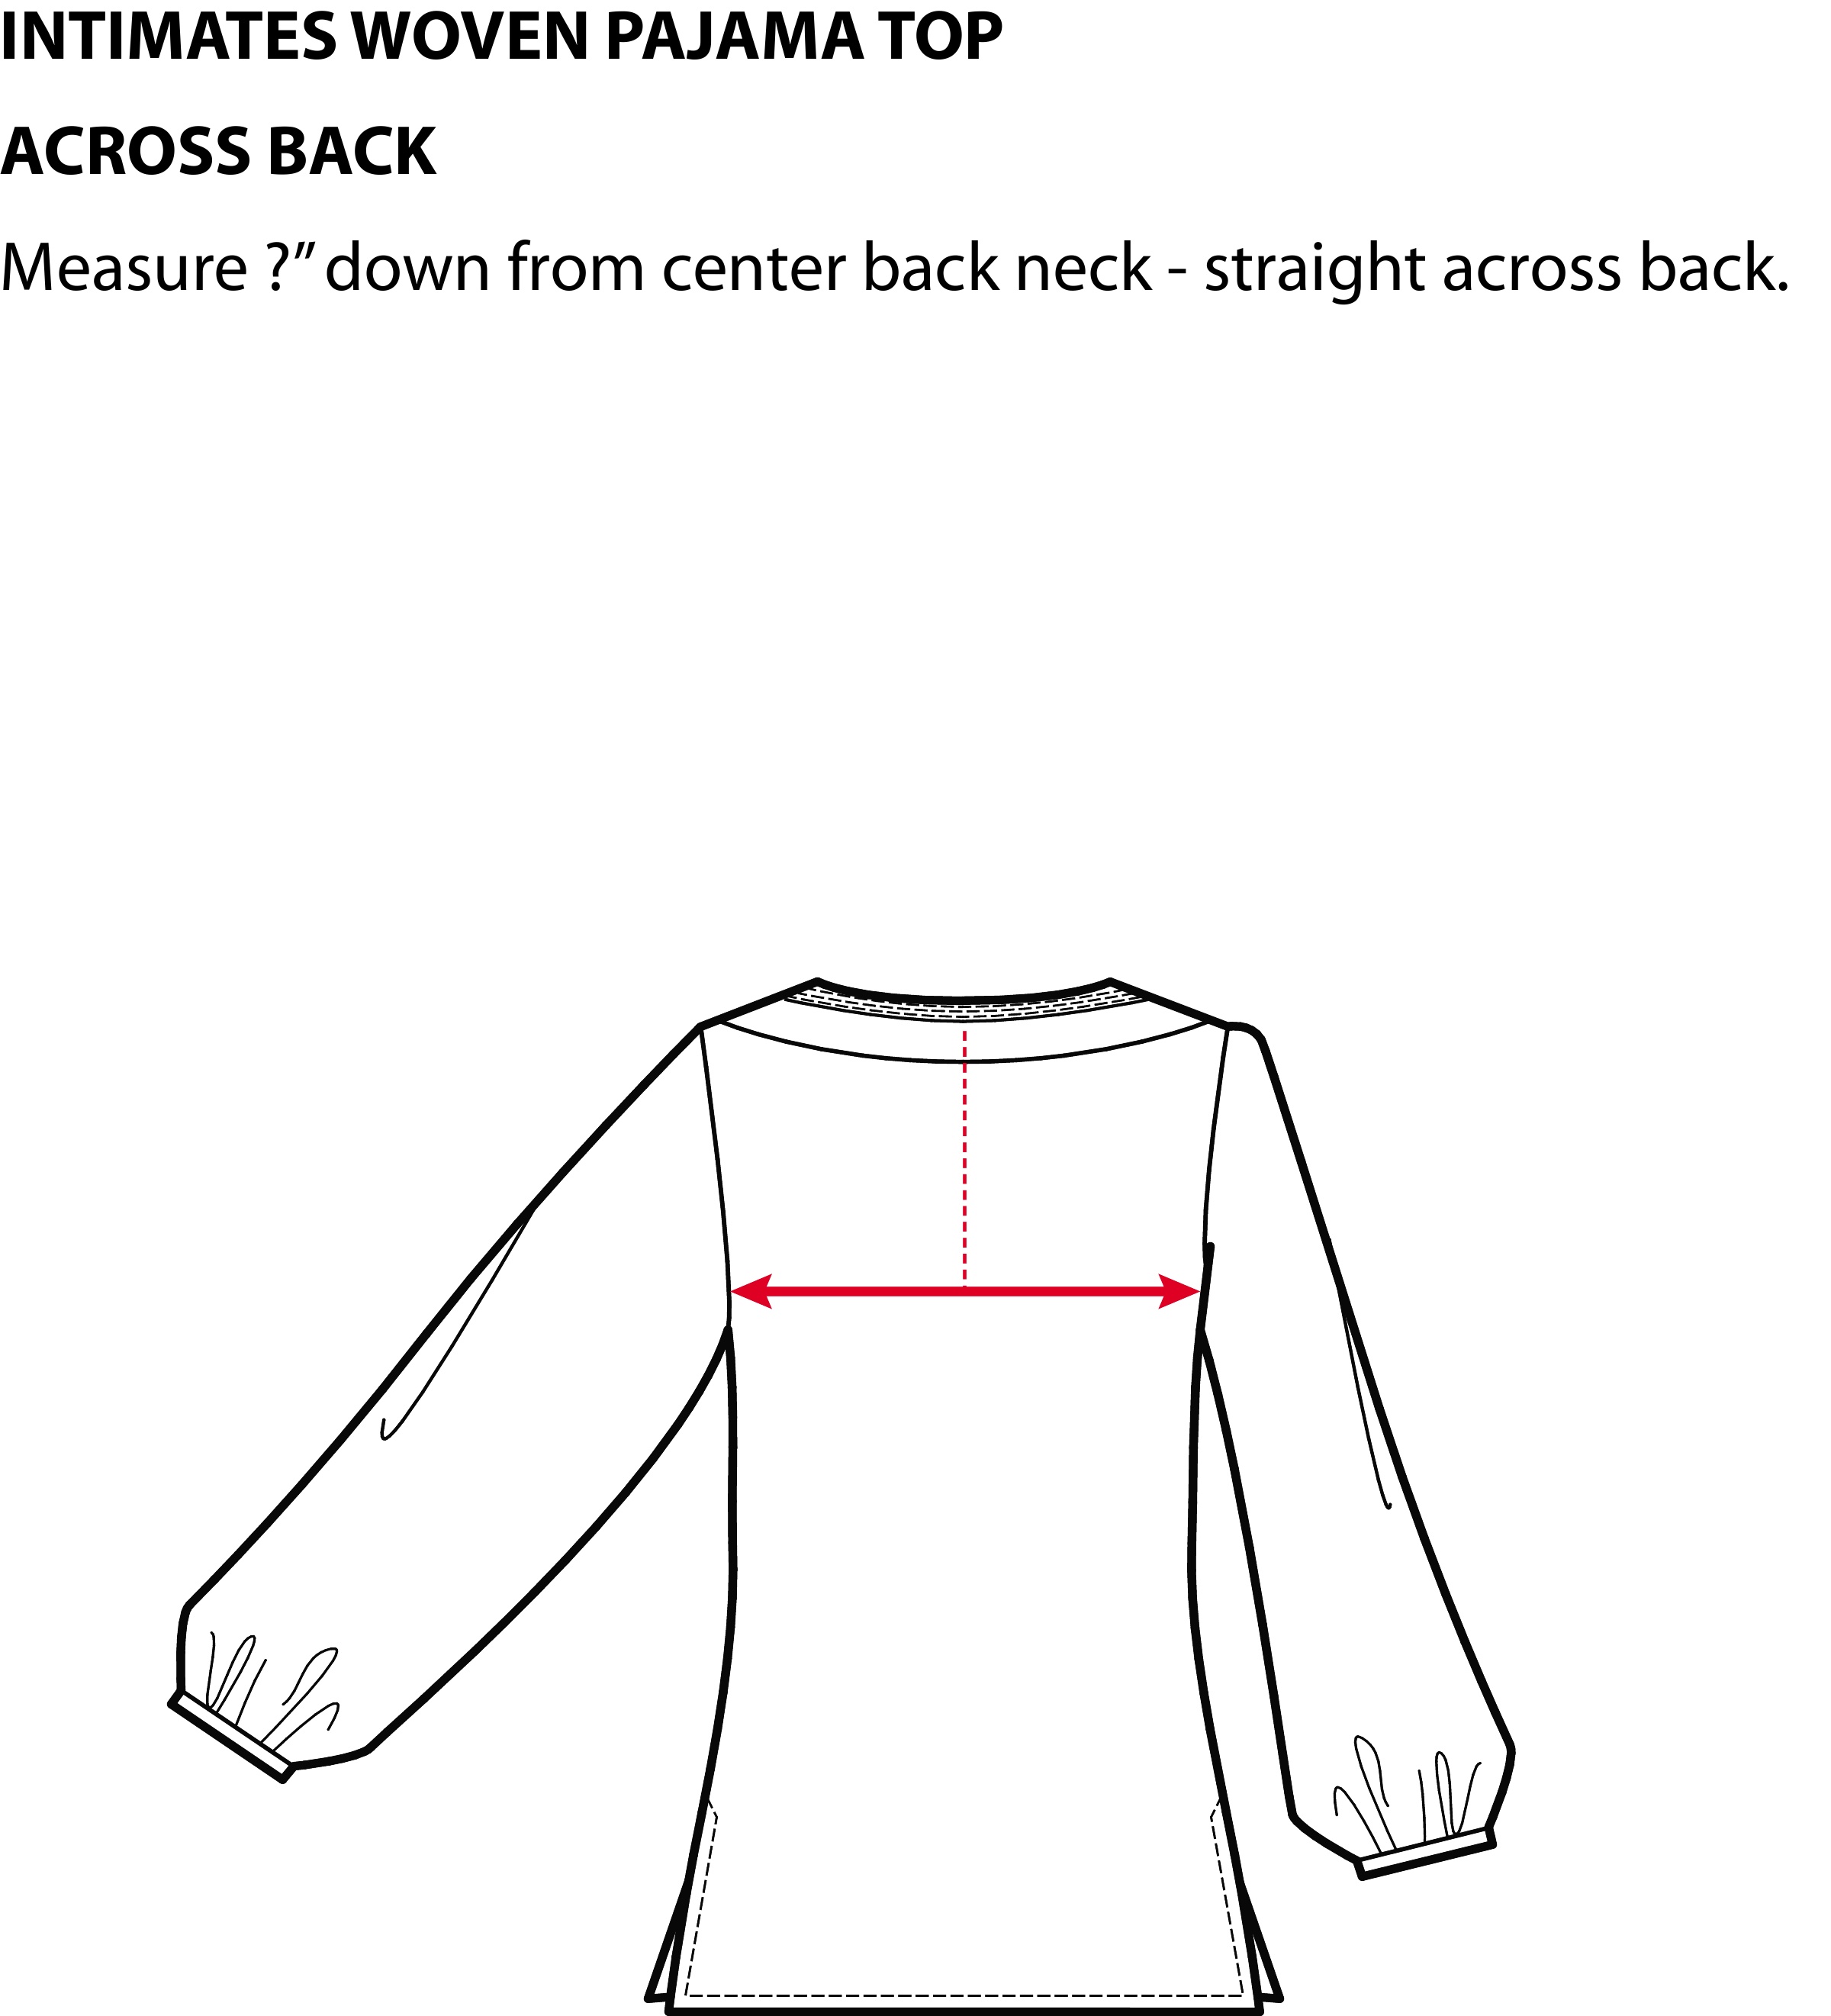 INTIMATES WOVEN PAJAMA TOP
ACROSS BACK
Measure ?” down from center back neck - straight across back.